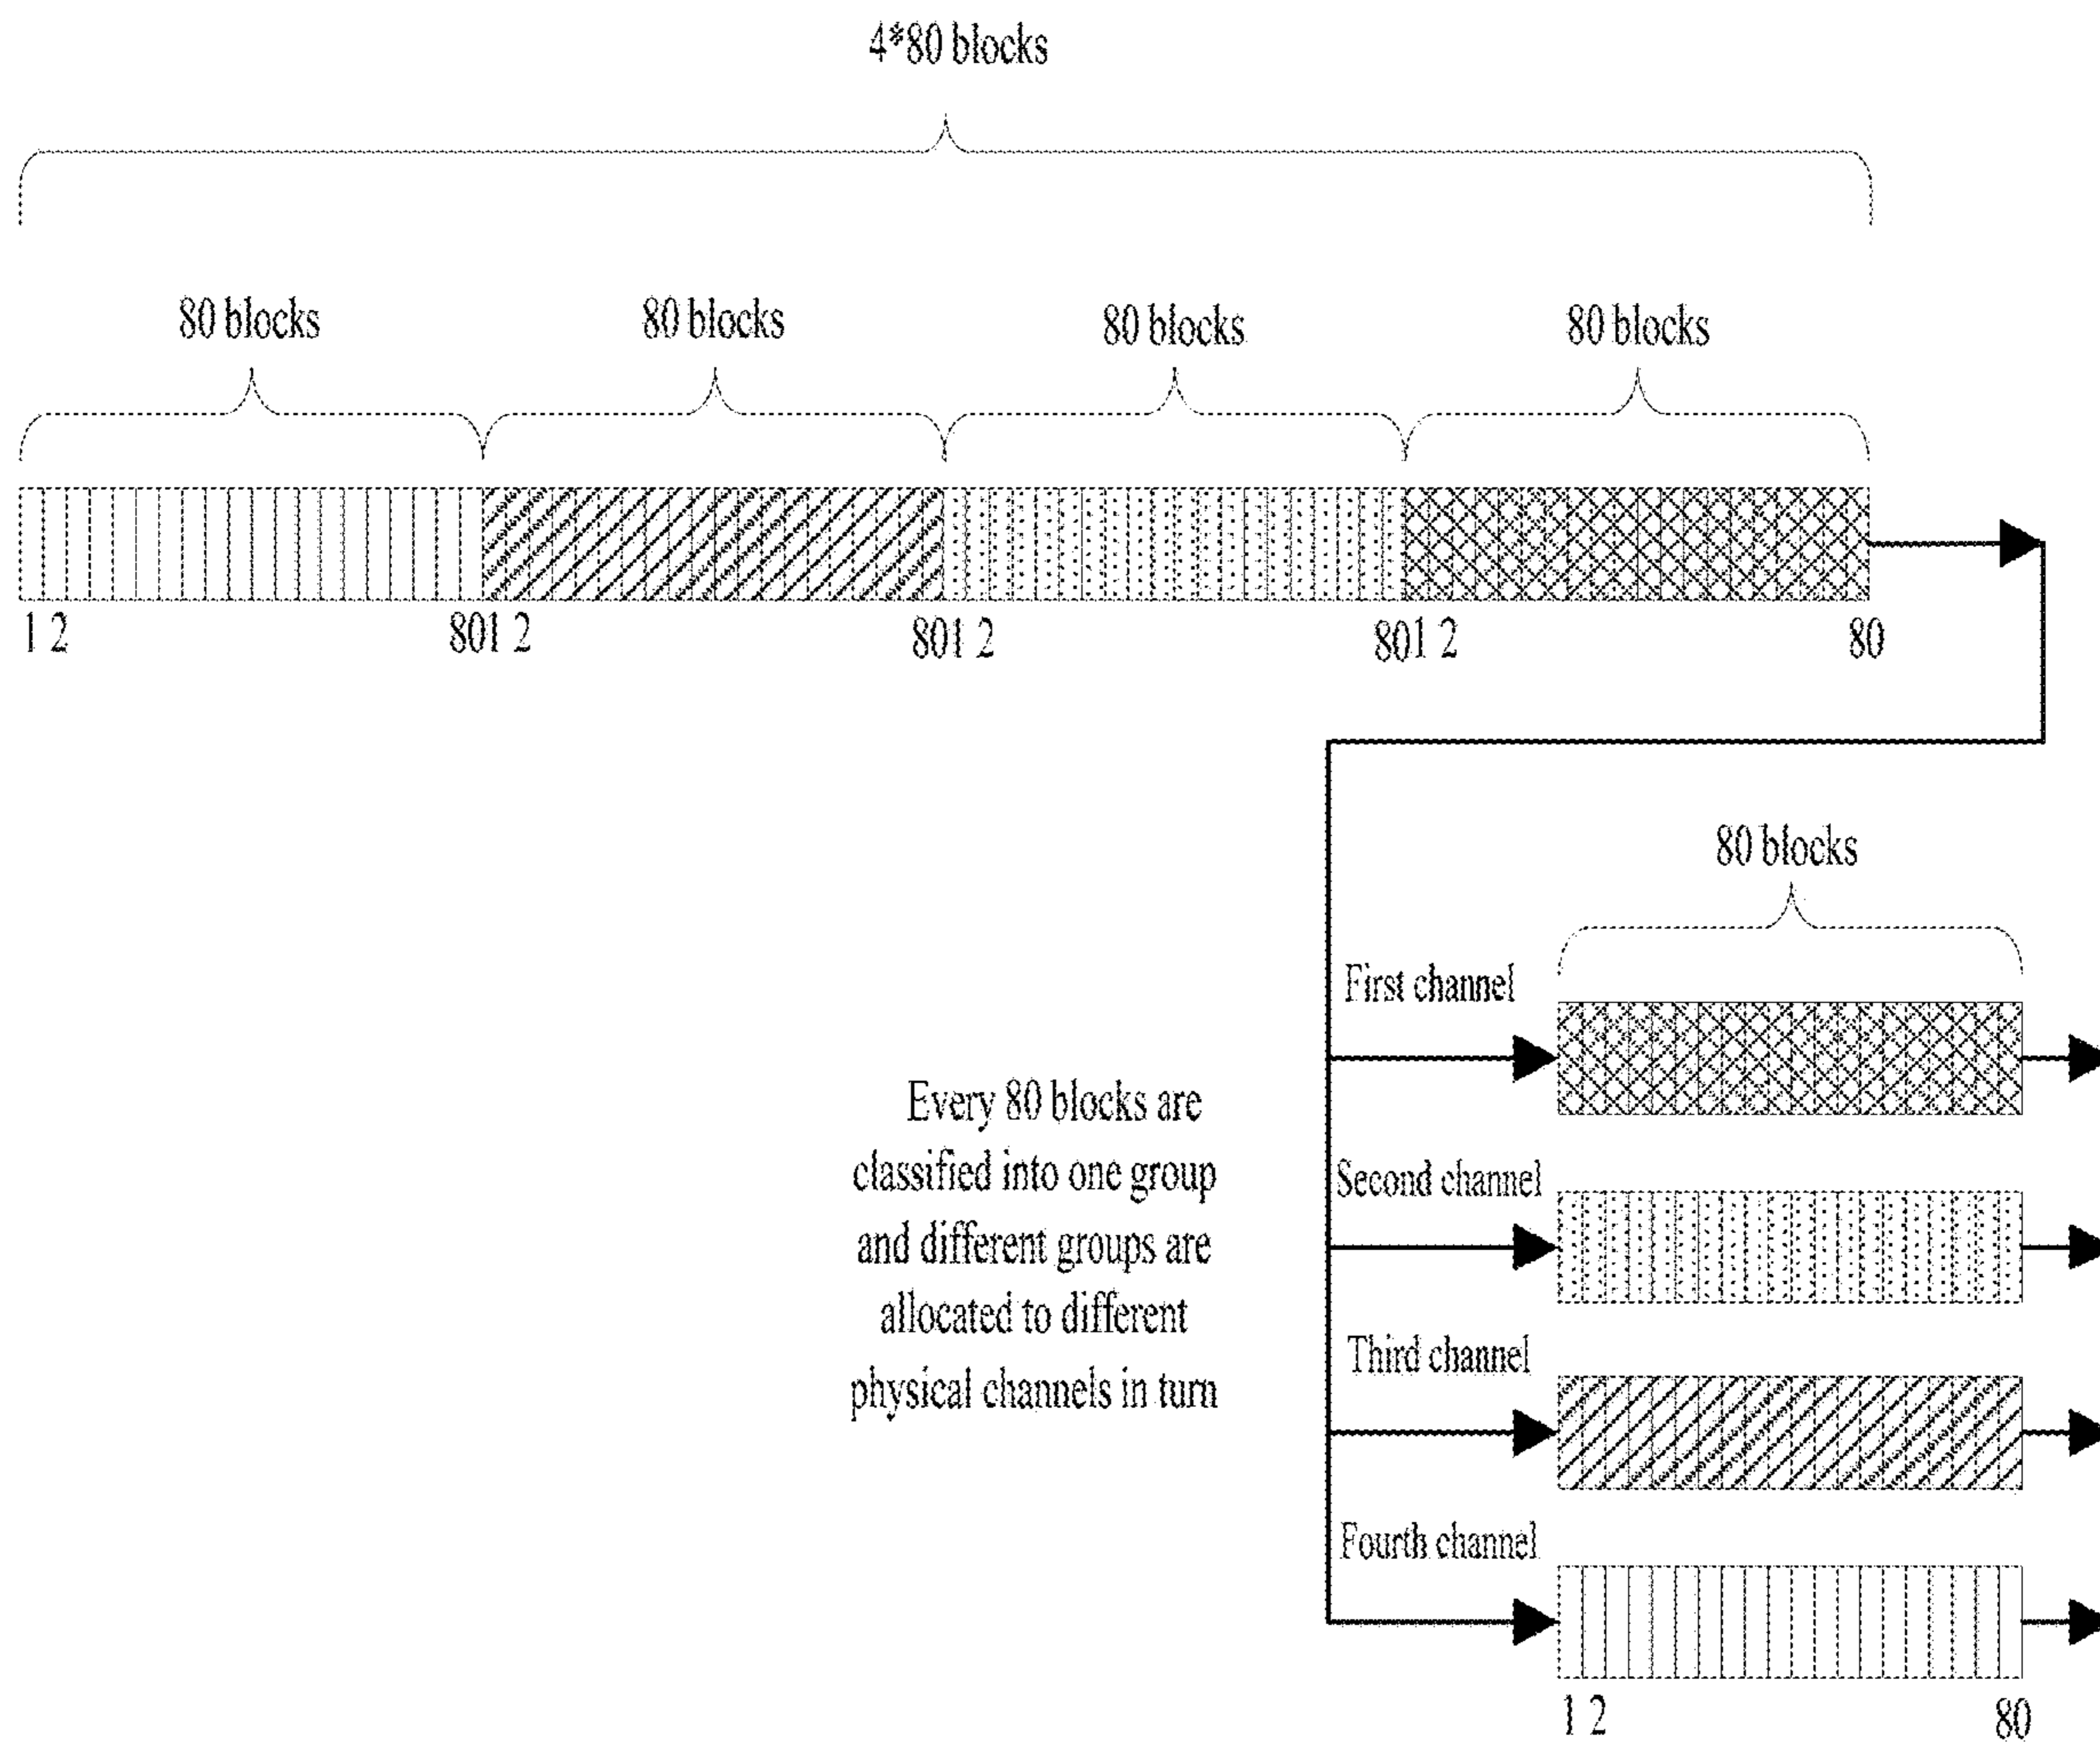 4*80 blocks
80 blocks 80 blocks 80 blocks 80 blocks
1 2 801 2 801 2 801 2 80
80 blocks
First channel
Second channel
Third channel
Fourth channel
Every 80 blocks are
classified into one group
and different groups are
allocated to different
physical channels in turn
1 2 80